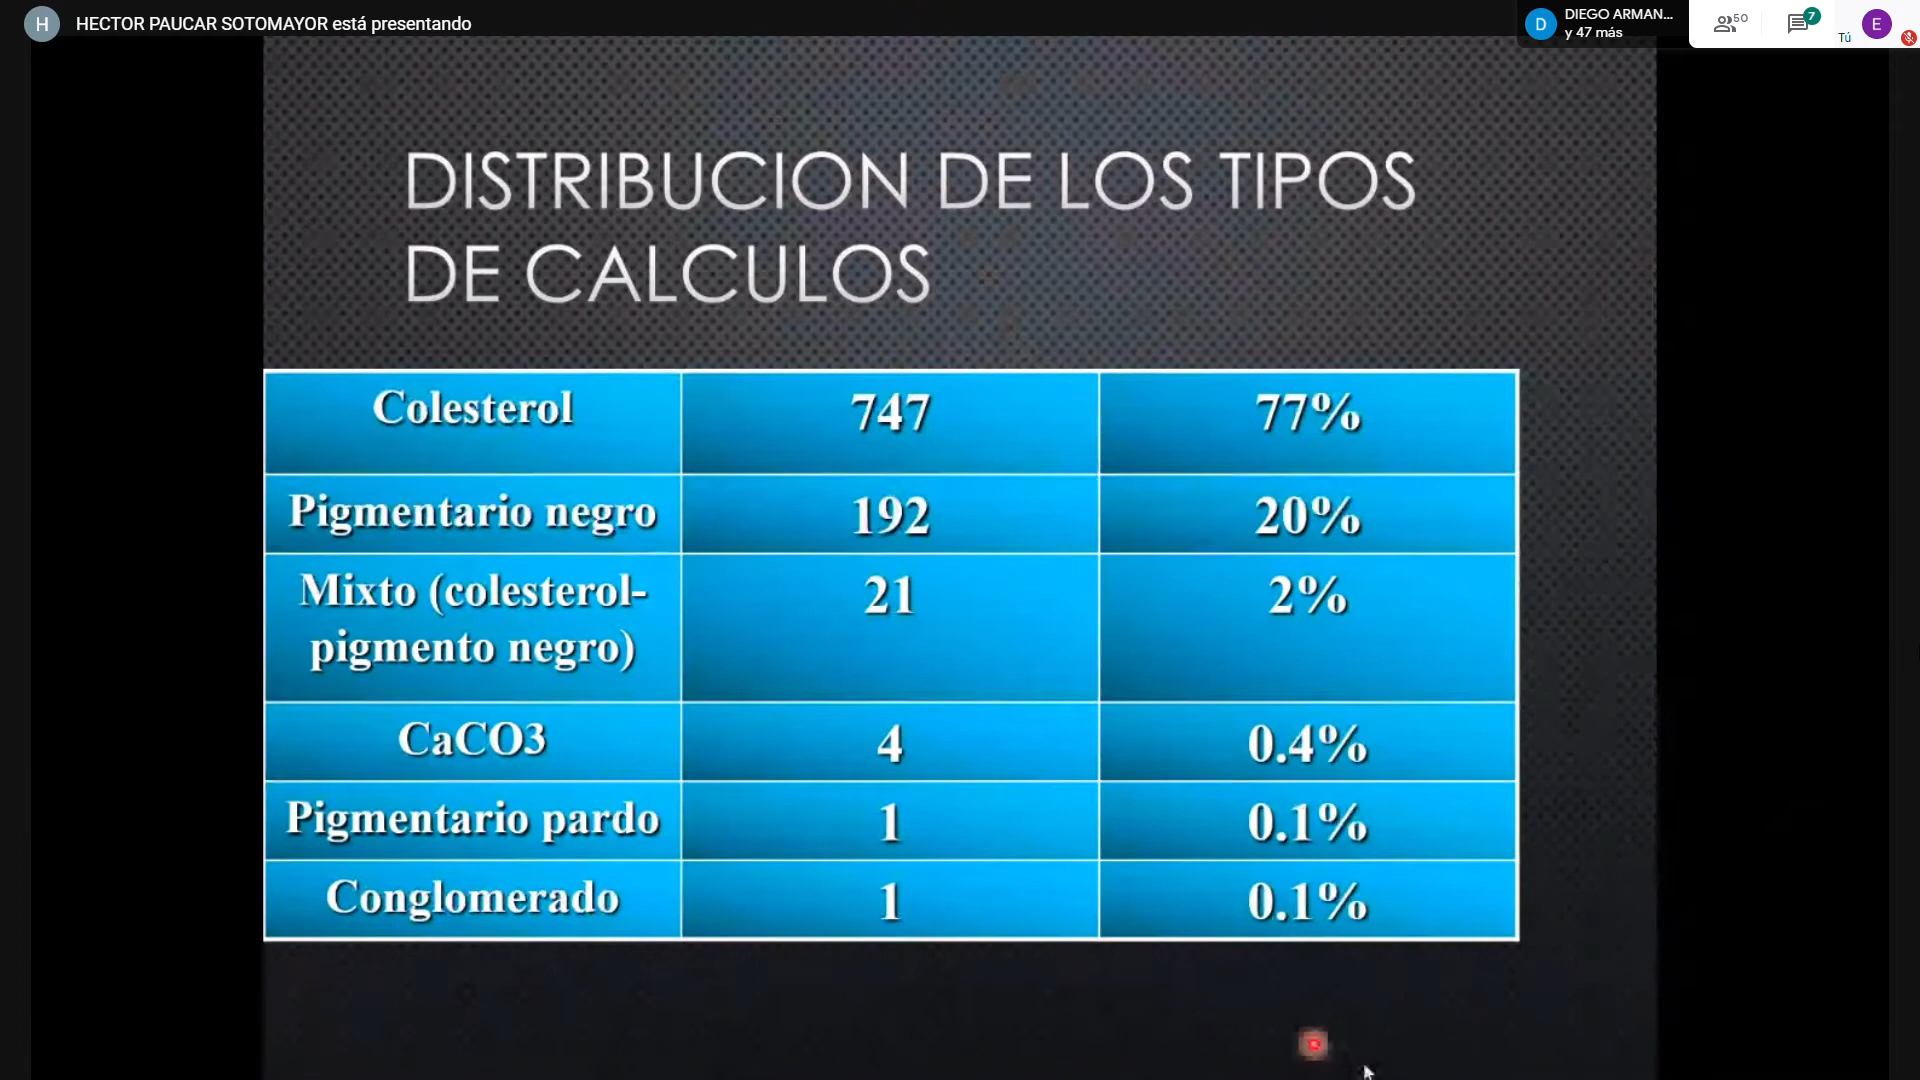 HECTOR PAUCAR SOTOMAYOR está presentando
DIEGO ARMAN...
y 47 más
50
7
Tú
H
D
E
DISTRIBUCION DE LOS TIPOS
DE CALCULOS
Colesterol 747 77%
Pigmentario negro 192 20%
Mixto (colesterol- 21 2%
pigmento negro)
CaCO3 4 0.4%
Pigmentario pardo 1 0.1%
Conglomerado 1 0.1%